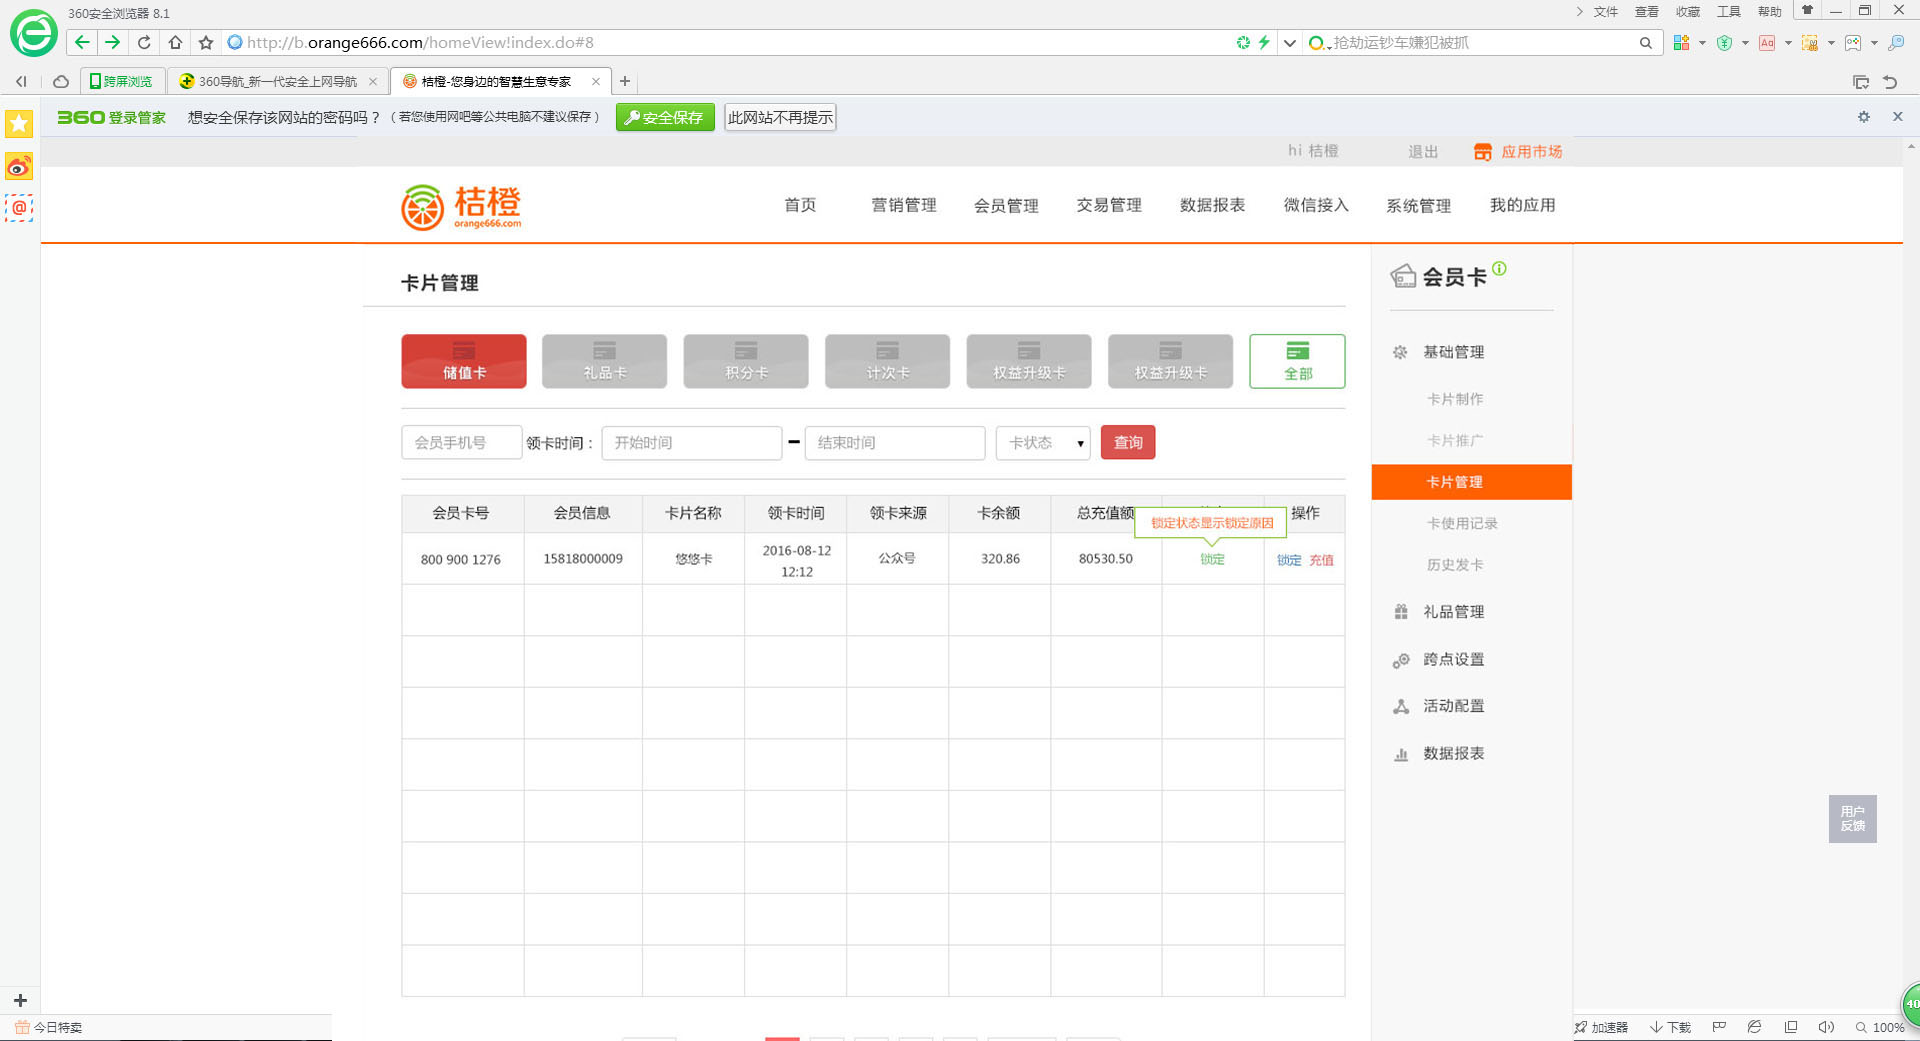 360安全浏览器 8.1
文件 查看 收藏 工具 帮助
http://b.orange666.com/homeView!index.do#8
抢劫运钞车嫌犯被抓
跨屏浏览
360导航_新一代安全上网导航
桔橙-您身边的智慧生意专家
360 登录管家
想安全保存该网站的密码吗？（若您使用网吧等公共电脑不建议保存）
安全保存
此网站不再提示
hi 桔橙
退出
应用市场
桔橙
orange666.com
首页 营销管理 会员管理 交易管理 数据报表 微信接入 系统管理 我的应用
卡片管理
储值卡 礼品卡 积分卡 计次卡 权益升级卡 权益升级卡 全部
会员手机号 领卡时间： 开始时间 结束时间 卡状态 查询
会员卡号 会员信息 卡片名称 领卡时间 领卡来源 卡余额 总充值额 操作
锁定状态显示锁定原因
800 900 1276 15818000009 悠悠卡 2016-08-12 12:12 公众号 320.86 80530.50 锁定 锁定 充值
会员卡
基础管理
卡片制作
卡片推广
卡片管理
卡使用记录
历史发卡
礼品管理
跨点设置
活动配置
数据报表
用户
反馈
40
今日特卖
加速器 下载 100%